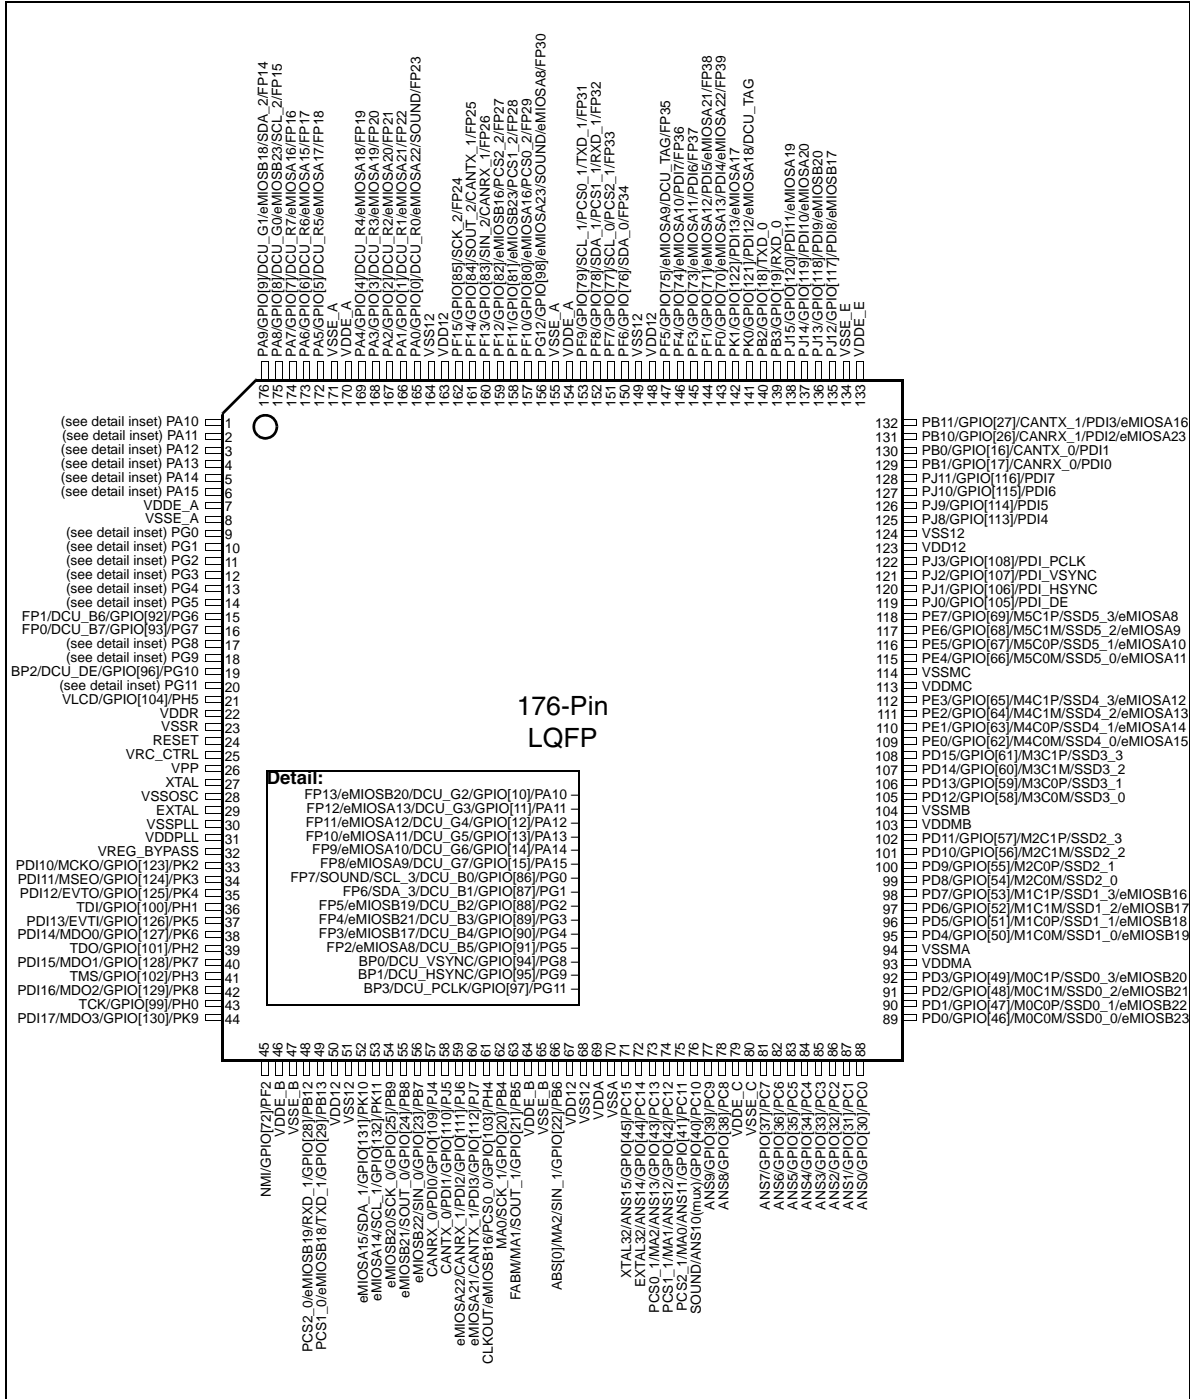 PA9/GPIO[9]/DCU_G1/eMIOSB18/SDA_2/FP14
PA8/GPIO[8]/DCU_G0/eMIOSB23/SCL_2/FP15
PA7/GPIO[7]/DCU_R7/eMIOSA16/FP16
PA6/GPIO[6]/DCU_R6/eMIOSA15/FP17
PA5/GPIO[5]/DCU_R5/eMIOSA17/FP18
VSSE_A
VDDE_A
PA4/GPIO[4]/DCU_R4/eMIOSA18/FP19
PA3/GPIO[3]/DCU_R3/eMIOSA19/FP20
PA2/GPIO[2]/DCU_R2/eMIOSA20/FP21
PA1/GPIO[1]/DCU_R1/eMIOSA21/FP22
PA0/GPIO[0]/DCU_R0/eMIOSA22/SOUND/FP23
VSS12
VDD12
PF15/GPIO[85]/SCK_2/FP24
PF14/GPIO[84]/SOUT_2/CANTX_1/FP25
PF13/GPIO[83]/SIN_2/CANRX_1/FP26
PF12/GPIO[82]/eMIOSB16/PCS2_2/FP27
PF11/GPIO[81]/eMIOSB23/PCS1_2/FP28
PF10/GPIO[80]/eMIOSA16/PCS0_2/FP29
PG12/GPIO[98]/eMIOSA23/SOUND/eMIOSA8/FP30
VSSE_A
VDDE_A
PF9/GPIO[79]/SCL_1/PCS0_1/TXD_1/FP31
PF8/GPIO[78]/SDA_1/PCS1_1/RXD_1/FP32
PF7/GPIO[77]/SCL_0/PCS2_1/FP33
PF6/GPIO[76]/SDA_0/FP34
VSS12
VDD12
PF5/GPIO[75]/eMIOSA9/DCU_TAG/FP35
PF4/GPIO[74]/eMIOSA10/PDI7/FP36
PF3/GPIO[73]/eMIOSA11/PDI6/FP37
PF1/GPIO[71]/eMIOSA12/PDI5/eMIOSA21/FP38
PF0/GPIO[70]/eMIOSA13/PDI4/eMIOSA22/FP39
PK1/GPIO[122]/PDI13/eMIOSA17
PK0/GPIO[121]/PDI12/eMIOSA18/DCU_TAG
PB2/GPIO[18]/TXD_0
PB3/GPIO[19]/RXD_0
PJ15/GPIO[120]/PDI11/eMIOSA19
PJ14/GPIO[119]/PDI10/eMIOSA20
PJ13/GPIO[118]/PDI9/eMIOSB20
PJ12/GPIO[117]/PDI8/eMIOSB17
VSSE_E
VDDE_E
176 175 174 173 172 171 170 169 168 167 166 165 164 163 162 161 160 159 158 157 156 155 154 153 152 151 150 149 148 147 146 145 144 143 142 141 140 139 138 137 136 135 134 133
(see detail inset) PA10 1
(see detail inset) PA11 2
(see detail inset) PA12 3
(see detail inset) PA13 4
(see detail inset) PA14 5
(see detail inset) PA15 6
VDDE_A 7
VSSE_A 8
(see detail inset) PG0 9
(see detail inset) PG1 10
(see detail inset) PG2 11
(see detail inset) PG3 12
(see detail inset) PG4 13
(see detail inset) PG5 14
FP1/DCU_B6/GPIO[92]/PG6 15
FP0/DCU_B7/GPIO[93]/PG7 16
(see detail inset) PG8 17
(see detail inset) PG9 18
BP2/DCU_DE/GPIO[96]/PG10 19
(see detail inset) PG11 20
VLCD/GPIO[104]/PH5 21
VDDR 22
VSSR 23
RESET 24
VRC_CTRL 25
VPP 26
XTAL 27
VSSOSC 28
EXTAL 29
VSSPLL 30
VDDPLL 31
VREG_BYPASS 32
PDI10/MCKO/GPIO[123]/PK2 33
PDI11/MSEO/GPIO[124]/PK3 34
PDI12/EVTO/GPIO[125]/PK4 35
TDI/GPIO[100]/PH1 36
PDI13/EVTI/GPIO[126]/PK5 37
PDI14/MDO0/GPIO[127]/PK6 38
TDO/GPIO[101]/PH2 39
PDI15/MDO1/GPIO[128]/PK7 40
TMS/GPIO[102]/PH3 41
PDI16/MDO2/GPIO[129]/PK8 42
TCK/GPIO[99]/PH0 43
PDI17/MDO3/GPIO[130]/PK9 44
176-Pin
LQFP
Detail:
FP13/eMIOSB20/DCU_G2/GPIO[10]/PA10
FP12/eMIOSA13/DCU_G3/GPIO[11]/PA11
FP11/eMIOSA12/DCU_G4/GPIO[12]/PA12
FP10/eMIOSA11/DCU_G5/GPIO[13]/PA13
FP9/eMIOSA10/DCU_G6/GPIO[14]/PA14
FP8/eMIOSA9/DCU_G7/GPIO[15]/PA15
FP7/SOUND/SCL_3/DCU_B0/GPIO[86]/PG0
FP6/SDA_3/DCU_B1/GPIO[87]/PG1
FP5/eMIOSB19/DCU_B2/GPIO[88]/PG2
FP4/eMIOSB21/DCU_B3/GPIO[89]/PG3
FP3/eMIOSB17/DCU_B4/GPIO[90]/PG4
FP2/eMIOSA8/DCU_B5/GPIO[91]/PG5
BP0/DCU_VSYNC/GPIO[94]/PG8
BP1/DCU_HSYNC/GPIO[95]/PG9
BP3/DCU_PCLK/GPIO[97]/PG11
132 PB11/GPIO[27]/CANTX_1/PDI3/eMIOSA16
131 PB10/GPIO[26]/CANRX_1/PDI2/eMIOSA23
130 PB0/GPIO[16]/CANTX_0/PDI1
129 PB1/GPIO[17]/CANRX_0/PDI0
128 PJ11/GPIO[116]/PDI7
127 PJ10/GPIO[115]/PDI6
126 PJ9/GPIO[114]/PDI5
125 PJ8/GPIO[113]/PDI4
124 VSS12
123 VDD12
122 PJ3/GPIO[108]/PDI_PCLK
121 PJ2/GPIO[107]/PDI_VSYNC
120 PJ1/GPIO[106]/PDI_HSYNC
119 PJ0/GPIO[105]/PDI_DE
118 PE7/GPIO[69]/M5C1P/SSD5_3/eMIOSA8
117 PE6/GPIO[68]/M5C1M/SSD5_2/eMIOSA9
116 PE5/GPIO[67]/M5C0P/SSD5_1/eMIOSA10
115 PE4/GPIO[66]/M5C0M/SSD5_0/eMIOSA11
114 VSSMC
113 VDDMC
112 PE3/GPIO[65]/M4C1P/SSD4_3/eMIOSA12
111 PE2/GPIO[64]/M4C1M/SSD4_2/eMIOSA13
110 PE1/GPIO[63]/M4C0P/SSD4_1/eMIOSA14
109 PE0/GPIO[62]/M4C0M/SSD4_0/eMIOSA15
108 PD15/GPIO[61]/M3C1P/SSD3_3
107 PD14/GPIO[60]/M3C1M/SSD3_2
106 PD13/GPIO[59]/M3C0P/SSD3_1
105 PD12/GPIO[58]/M3C0M/SSD3_0
104 VSSMB
103 VDDMB
102 PD11/GPIO[57]/M2C1P/SSD2_3
101 PD10/GPIO[56]/M2C1M/SSD2_2
100 PD9/GPIO[55]/M2C0P/SSD2_1
99 PD8/GPIO[54]/M2C0M/SSD2_0
98 PD7/GPIO[53]/M1C1P/SSD1_3/eMIOSB16
97 PD6/GPIO[52]/M1C1M/SSD1_2/eMIOSB17
96 PD5/GPIO[51]/M1C0P/SSD1_1/eMIOSB18
95 PD4/GPIO[50]/M1C0M/SSD1_0/eMIOSB19
94 VSSMA
93 VDDMA
92 PD3/GPIO[49]/M0C1P/SSD0_3/eMIOSB20
91 PD2/GPIO[48]/M0C1M/SSD0_2/eMIOSB21
90 PD1/GPIO[47]/M0C0P/SSD0_1/eMIOSB22
89 PD0/GPIO[46]/M0C0M/SSD0_0/eMIOSB23
45 46 47 48 49 50 51 52 53 54 55 56 57 58 59 60 61 62 63 64 65 66 67 68 69 70 71 72 73 74 75 76 77 78 79 80 81 82 83 84 85 86 87 88
NMI/GPIO[72]/PF2
VDDE_B
VSSE_B
PCS2_0/eMIOSB19/RXD_1/GPIO[28]/PB12
PCS1_0/eMIOSB18/TXD_1/GPIO[29]/PB13
VDD12
VSS12
eMIOSA15/SDA_1/GPIO[131]/PK10
eMIOSA14/SCL_1/GPIO[132]/PK11
eMIOSB20/SCK_0/GPIO[25]/PB9
eMIOSB21/SOUT_0/GPIO[24]/PB8
eMIOSB22/SIN_0/GPIO[23]/PB7
CANRX_0/PDI0/GPIO[109]/PJ4
CANTX_0/PDI1/GPIO[110]/PJ5
eMIOSA22/CANRX_1/PDI2/GPIO[111]/PJ6
eMIOSA21/CANTX_1/PDI3/GPIO[112]/PJ7
CLKOUT/eMIOSB16/PCS0_0/GPIO[103]/PH4
MA0/SCK_1/GPIO[20]/PB4
FABM/MA1/SOUT_1/GPIO[21]/PB5
VDDE_B
VSSE_B
ABS[0]/MA2/SIN_1/GPIO[22]/PB6
VDD12
VSS12
VDDA
VSSA
XTAL32/ANS15/GPIO[45]/PC15
EXTAL32/ANS14/GPIO[44]/PC14
PCS0_1/MA2/ANS13/GPIO[43]/PC13
PCS1_1/MA1/ANS12/GPIO[42]/PC12
PCS2_1/MA0/ANS11/GPIO[41]/PC11
SOUND/ANS10(mux)/GPIO[40]/PC10
ANS9/GPIO[39]/PC9
ANS8/GPIO[38]/PC8
VDDE_C
VSSE_C
ANS7/GPIO[37]/PC7
ANS6/GPIO[36]/PC6
ANS5/GPIO[35]/PC5
ANS4/GPIO[34]/PC4
ANS3/GPIO[33]/PC3
ANS2/GPIO[32]/PC2
ANS1/GPIO[31]/PC1
ANS0/GPIO[30]/PC0